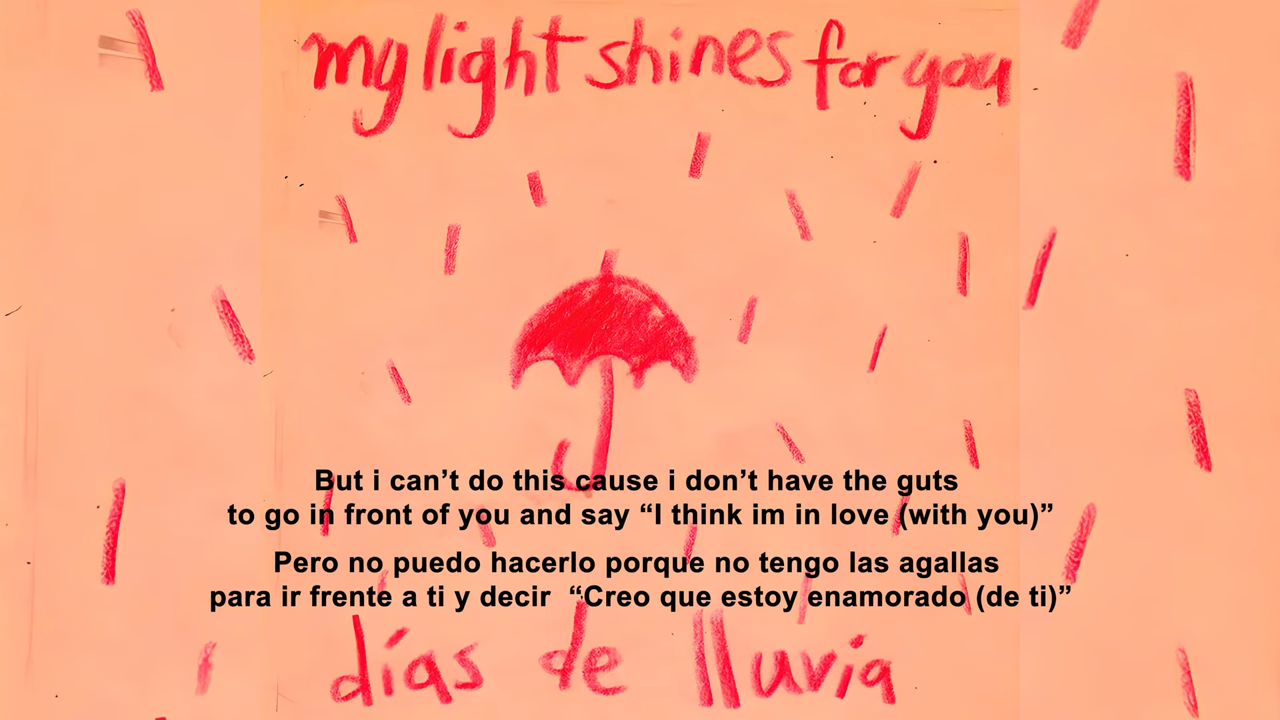 my light shines for you
But i can’t do this cause i don’t have the guts
to go in front of you and say “I think im in love (with you)”
Pero no puedo hacerlo porque no tengo las agallas
para ir frente a ti y decir “Creo que estoy enamorado (de ti)”
días de lluvia